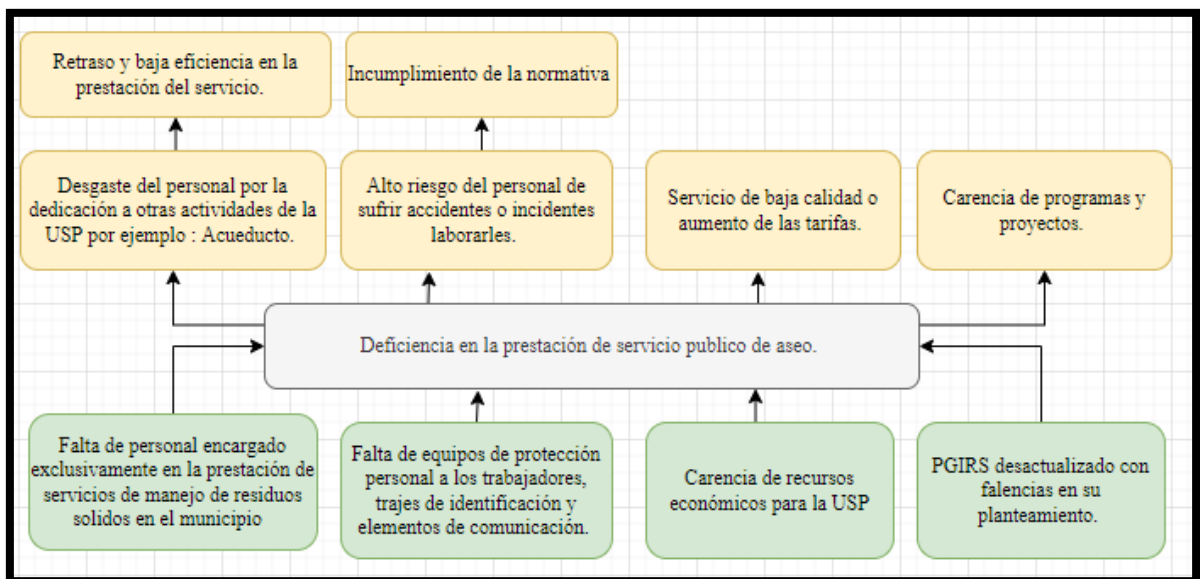 Retraso y baja eficiencia en la
prestación del servicio.
Incumplimiento de la normativa
Desgaste del personal por la
dedicación a otras actividades de la
USP por ejemplo : Acueducto.
Alto riesgo del personal de
sufrir accidentes o incidentes
laborarles.
Servicio de baja calidad o
aumento de las tarifas.
Carencia de programas y
proyectos.
Deficiencia en la prestación de servicio publico de aseo.
Falta de personal encargado
exclusivamente en la prestación de
servicios de manejo de residuos
solidos en el municipio
Falta de equipos de protección
personal a los trabajadores,
trajes de identificación y
elementos de comunicación.
Carencia de recursos
económicos para la USP
PGIRS desactualizado con
falencias en su
planteamiento.